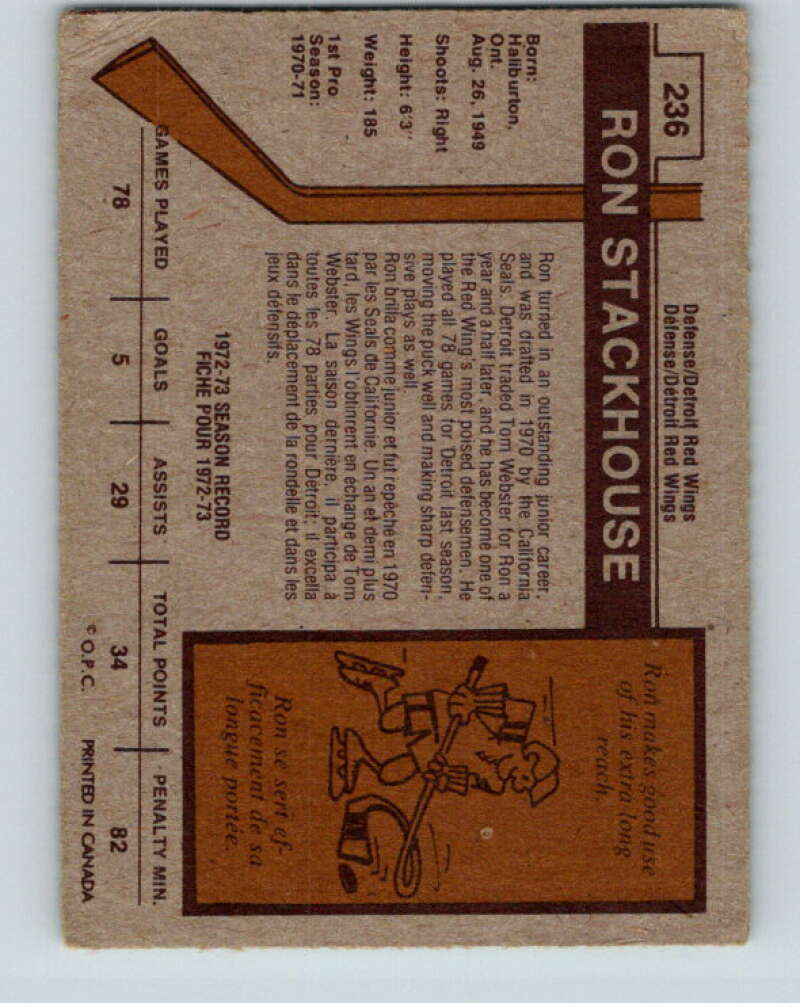 236
Defense/Detroit Red Wings
Défense/Détroit Red Wings
RON STACKHOUSE
Born:
Haliburton,
Ont.
Aug. 26, 1949
Shoots: Right
Height: 6'3"
Weight: 185
1st Pro
Season:
1970-71
Ron turned in an outstanding junior career,
and was drafted in 1970 by the California
Seals. Detroit traded Tom Webster for Ron a
year and a half later, and he has become one of
the Red Wing's most poised defensemen. He
played all 78 games for Detroit last season,
moving the puck well and making sharp defen-
sive plays as well.
Ron brilla comme junior et fut repêché en 1970
par les Seals de Californie. Un an et demi plus
tard, les Wings l'obtinrent en échange de Tom
Webster. La saison dernière, il participa à
toutes les 78 parties pour Detroit; il excella
dans le déplacement de la rondelle et dans les
jeux défensifs.
Ron makes good use
of his extra long
reach
Ron se sert ef-
ficacement de sa
longue portée.
1972-73 SEASON RECORD
FICHE POUR 1972-73
GAMES PLAYED GOALS ASSISTS TOTAL POINTS PENALTY MIN.
78 5 29 34 82
© O.P.C. PRINTED IN CANADA